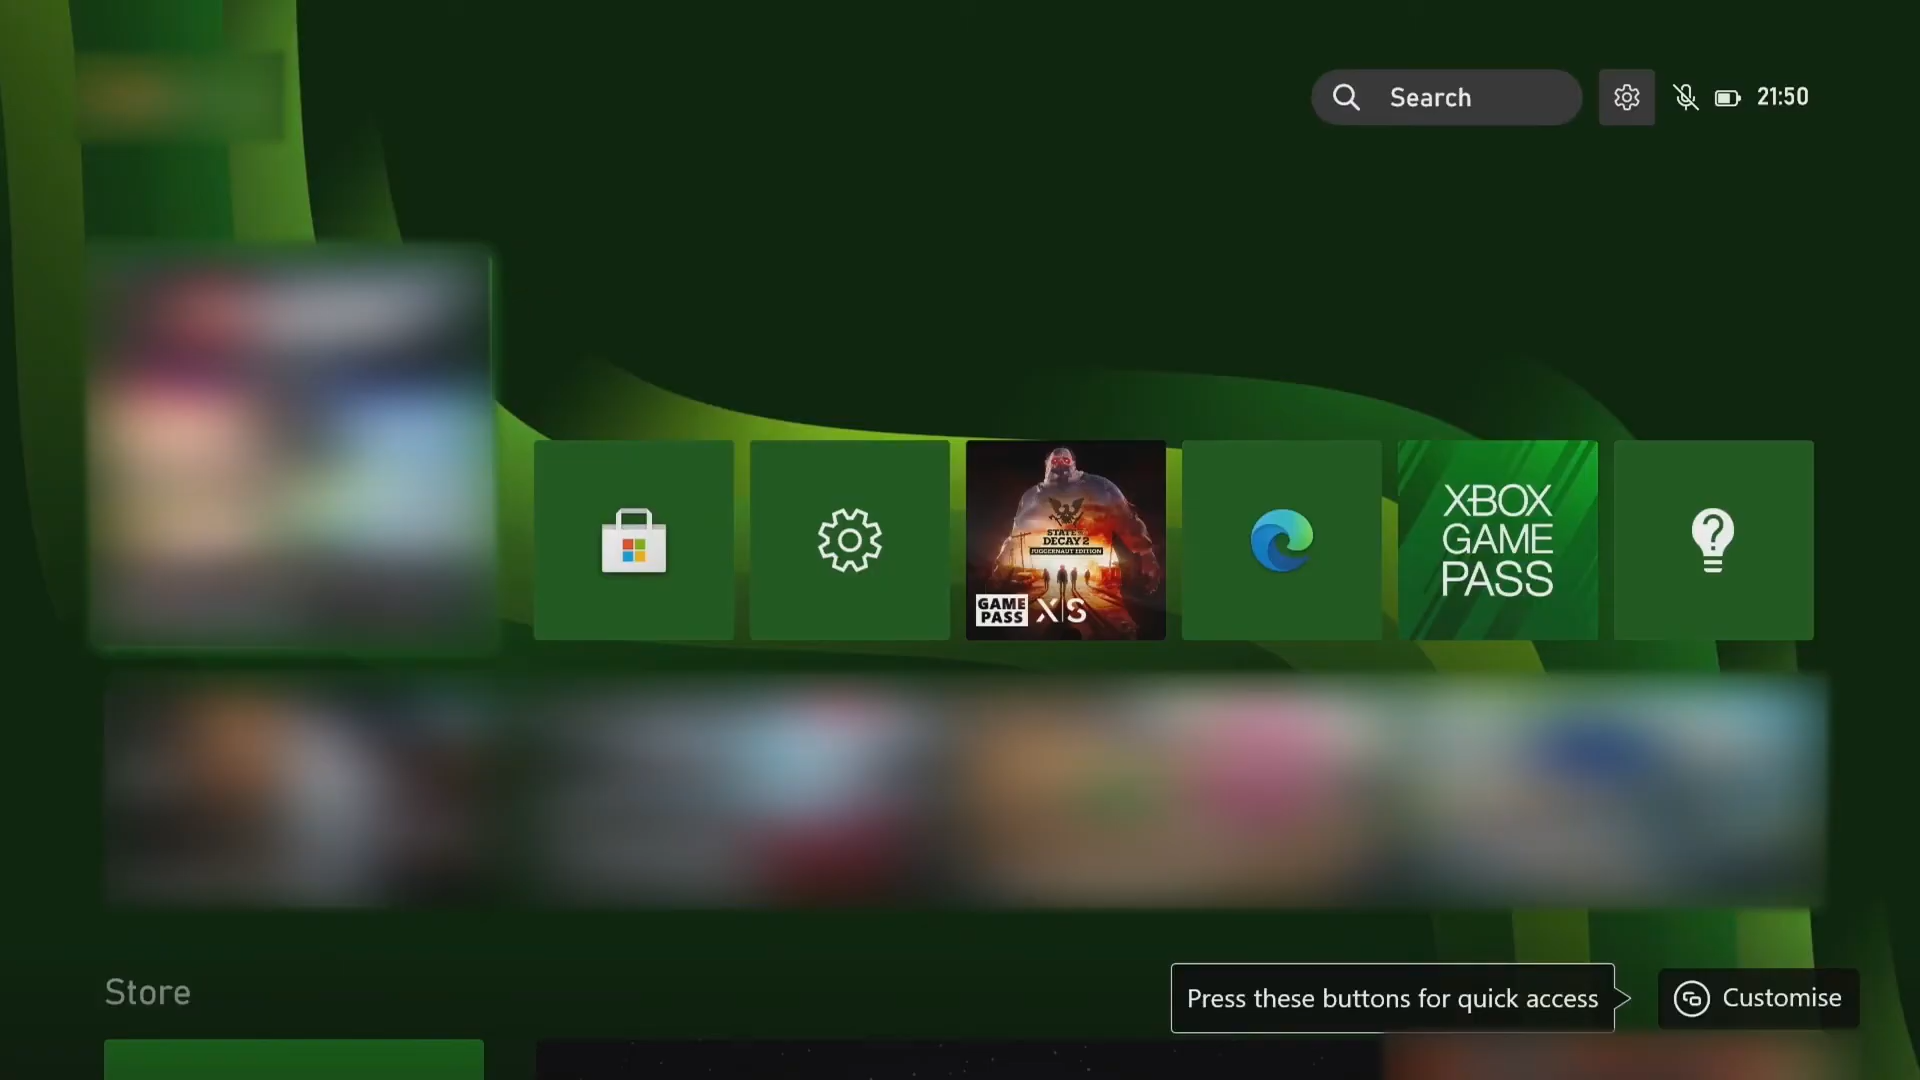 Search
21:50
STATE OF
DECAY 2
JUGGERNAUT EDITION
GAME
PASS
X|S
XBOX
GAME
PASS
Store
Press these buttons for quick access
Customise